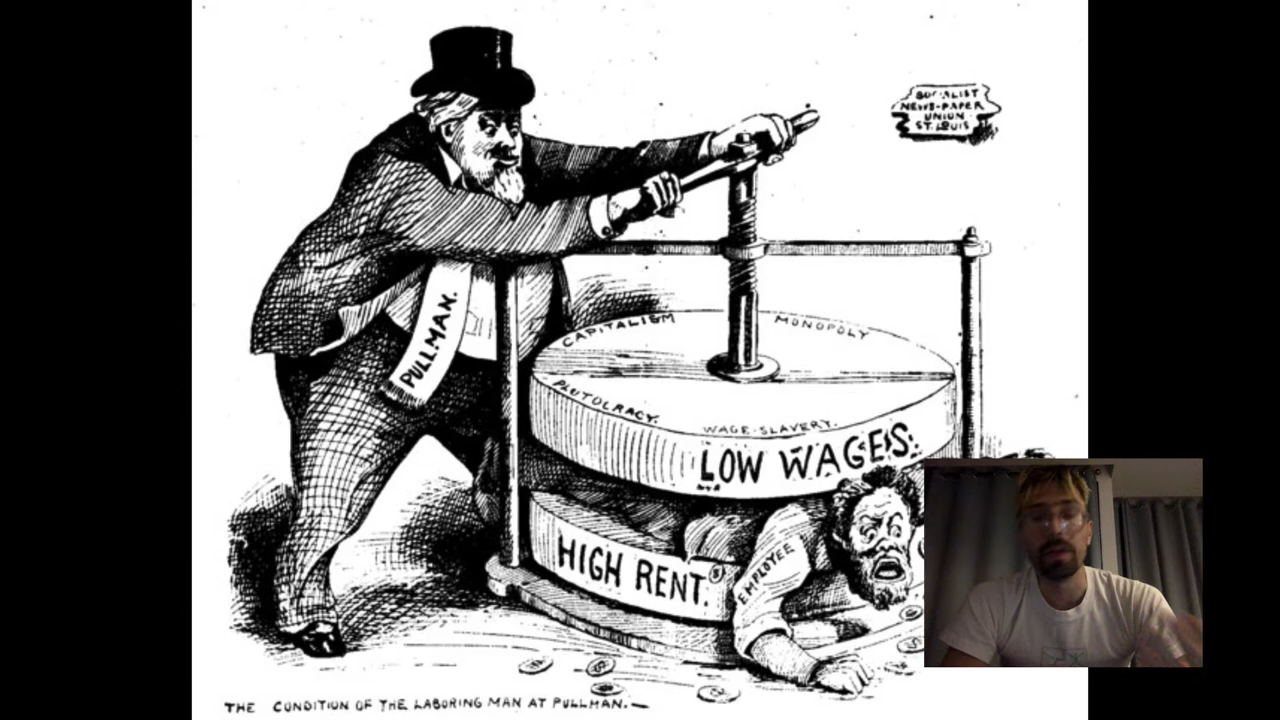 SOCIALIST
NEWS-PAPER
UNION
ST. LOUIS
PULLMAN.
CAPITALISM
MONOPOLY
PLUTOCRACY.
WAGE-SLAVERY.
LOW WAGES.
HIGH RENT.
EMPLOYEE
THE CONDITION OF THE LABORING MAN AT PULLMAN.